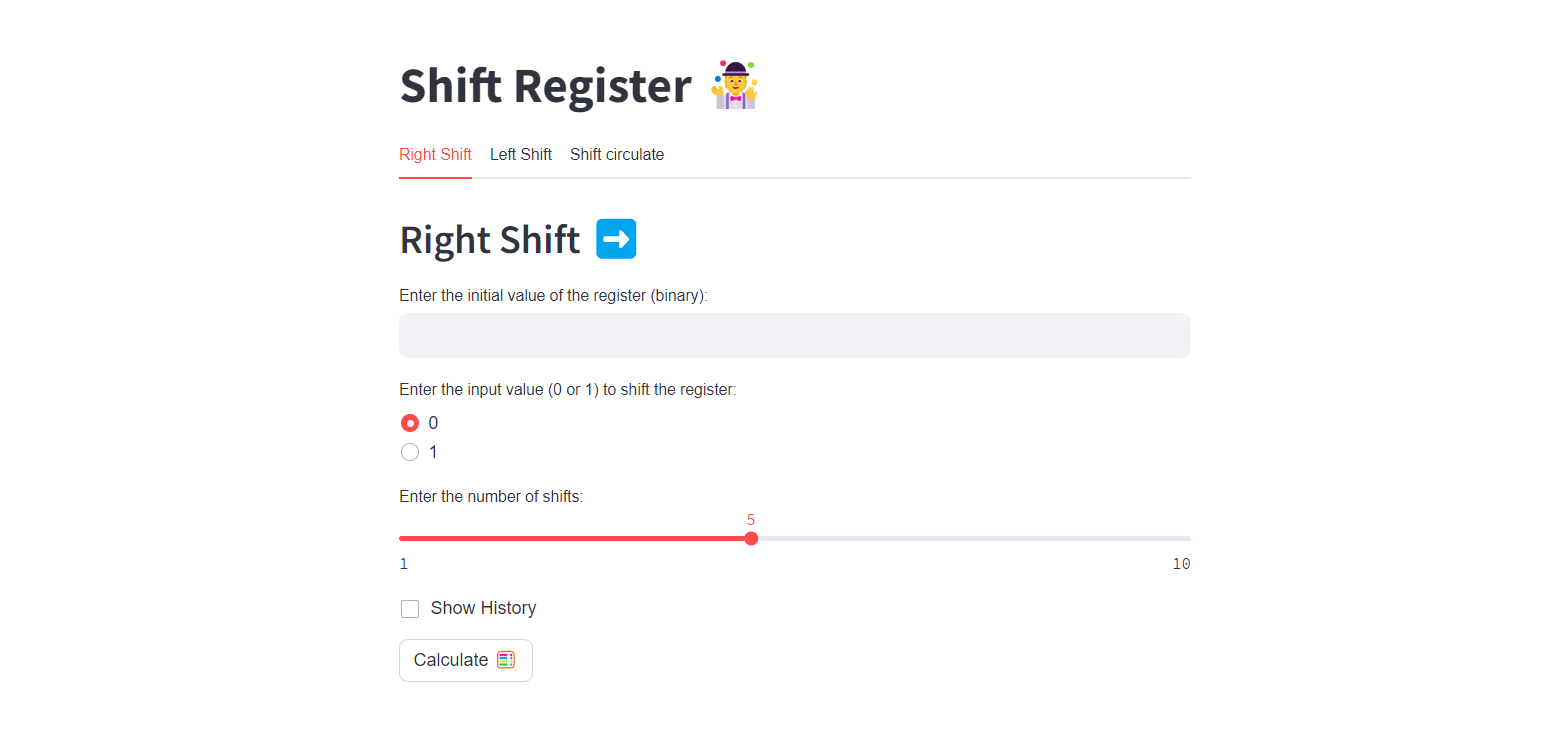 Shift Register
Right Shift Left Shift Shift circulate
Right Shift
Enter the initial value of the register (binary):
Enter the input value (0 or 1) to shift the register:
0
1
Enter the number of shifts:
5
1 10
Show History
Calculate